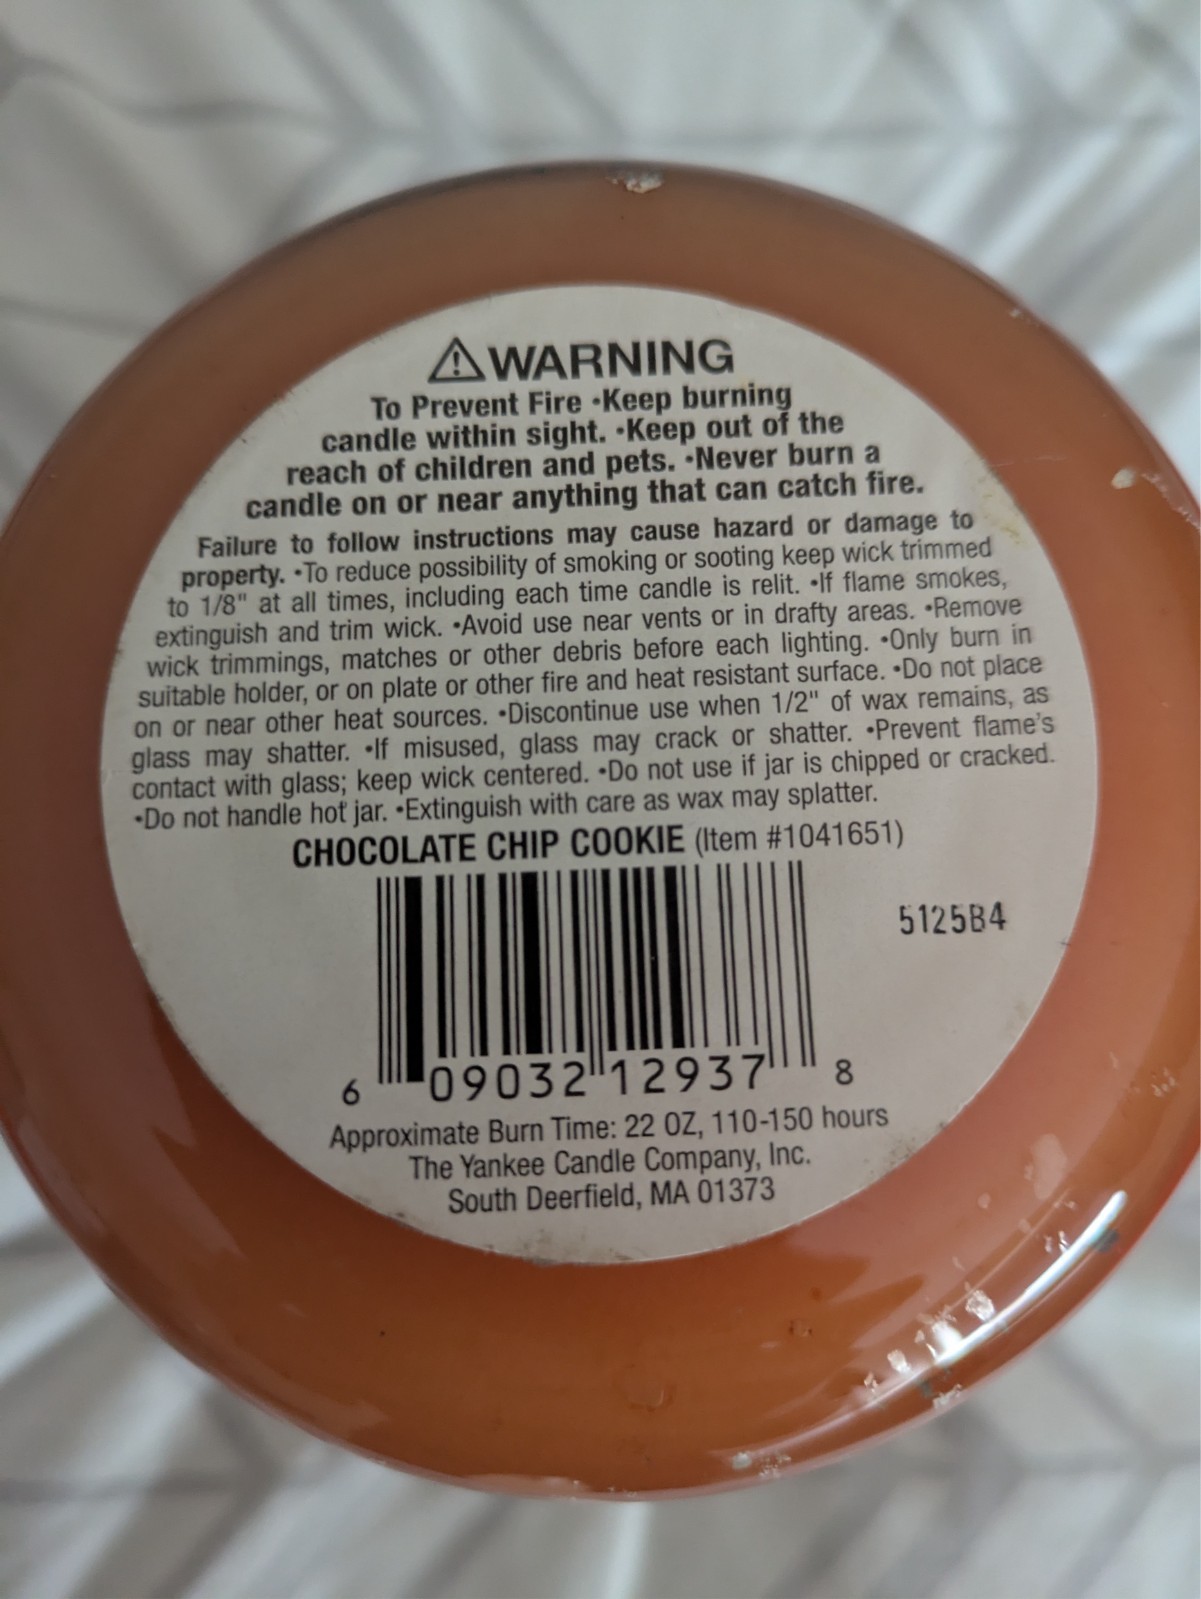 ⚠WARNING
To Prevent Fire •Keep burning
candle within sight. •Keep out of the
reach of children and pets. •Never burn a
candle on or near anything that can catch fire.
Failure to follow instructions may cause hazard or damage to
property. •To reduce possibility of smoking or sooting keep wick trimmed
to 1/8" at all times, including each time candle is relit. •If flame smokes,
extinguish and trim wick. •Avoid use near vents or in drafty areas. •Remove
wick trimmings, matches or other debris before each lighting. •Only burn in
suitable holder, or on plate or other fire and heat resistant surface. •Do not place
on or near other heat sources. •Discontinue use when 1/2" of wax remains, as
glass may shatter. •If misused, glass may crack or shatter. •Prevent flame's
contact with glass; keep wick centered. •Do not use if jar is chipped or cracked.
•Do not handle hot jar. •Extinguish with care as wax may splatter.
CHOCOLATE CHIP COOKIE (Item #1041651)
5125B4
6 09032 12937 8
Approximate Burn Time: 22 OZ, 110-150 hours
The Yankee Candle Company, Inc.
South Deerfield, MA 01373